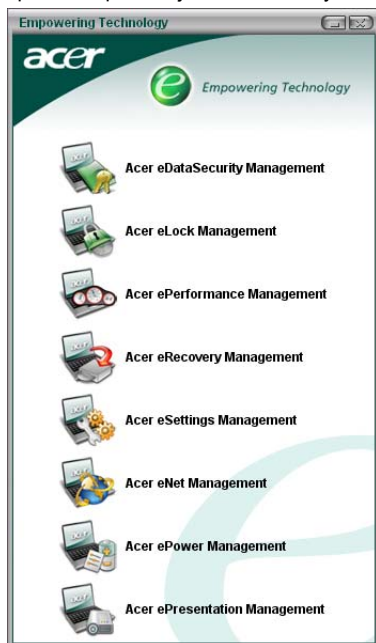 Empowering Technology
acer
e Empowering Technology
Acer eDataSecurity Management
Acer eLock Management
Acer ePerformance Management
Acer eRecovery Management
Acer eSettings Management
Acer eNet Management
Acer ePower Management
Acer ePresentation Management